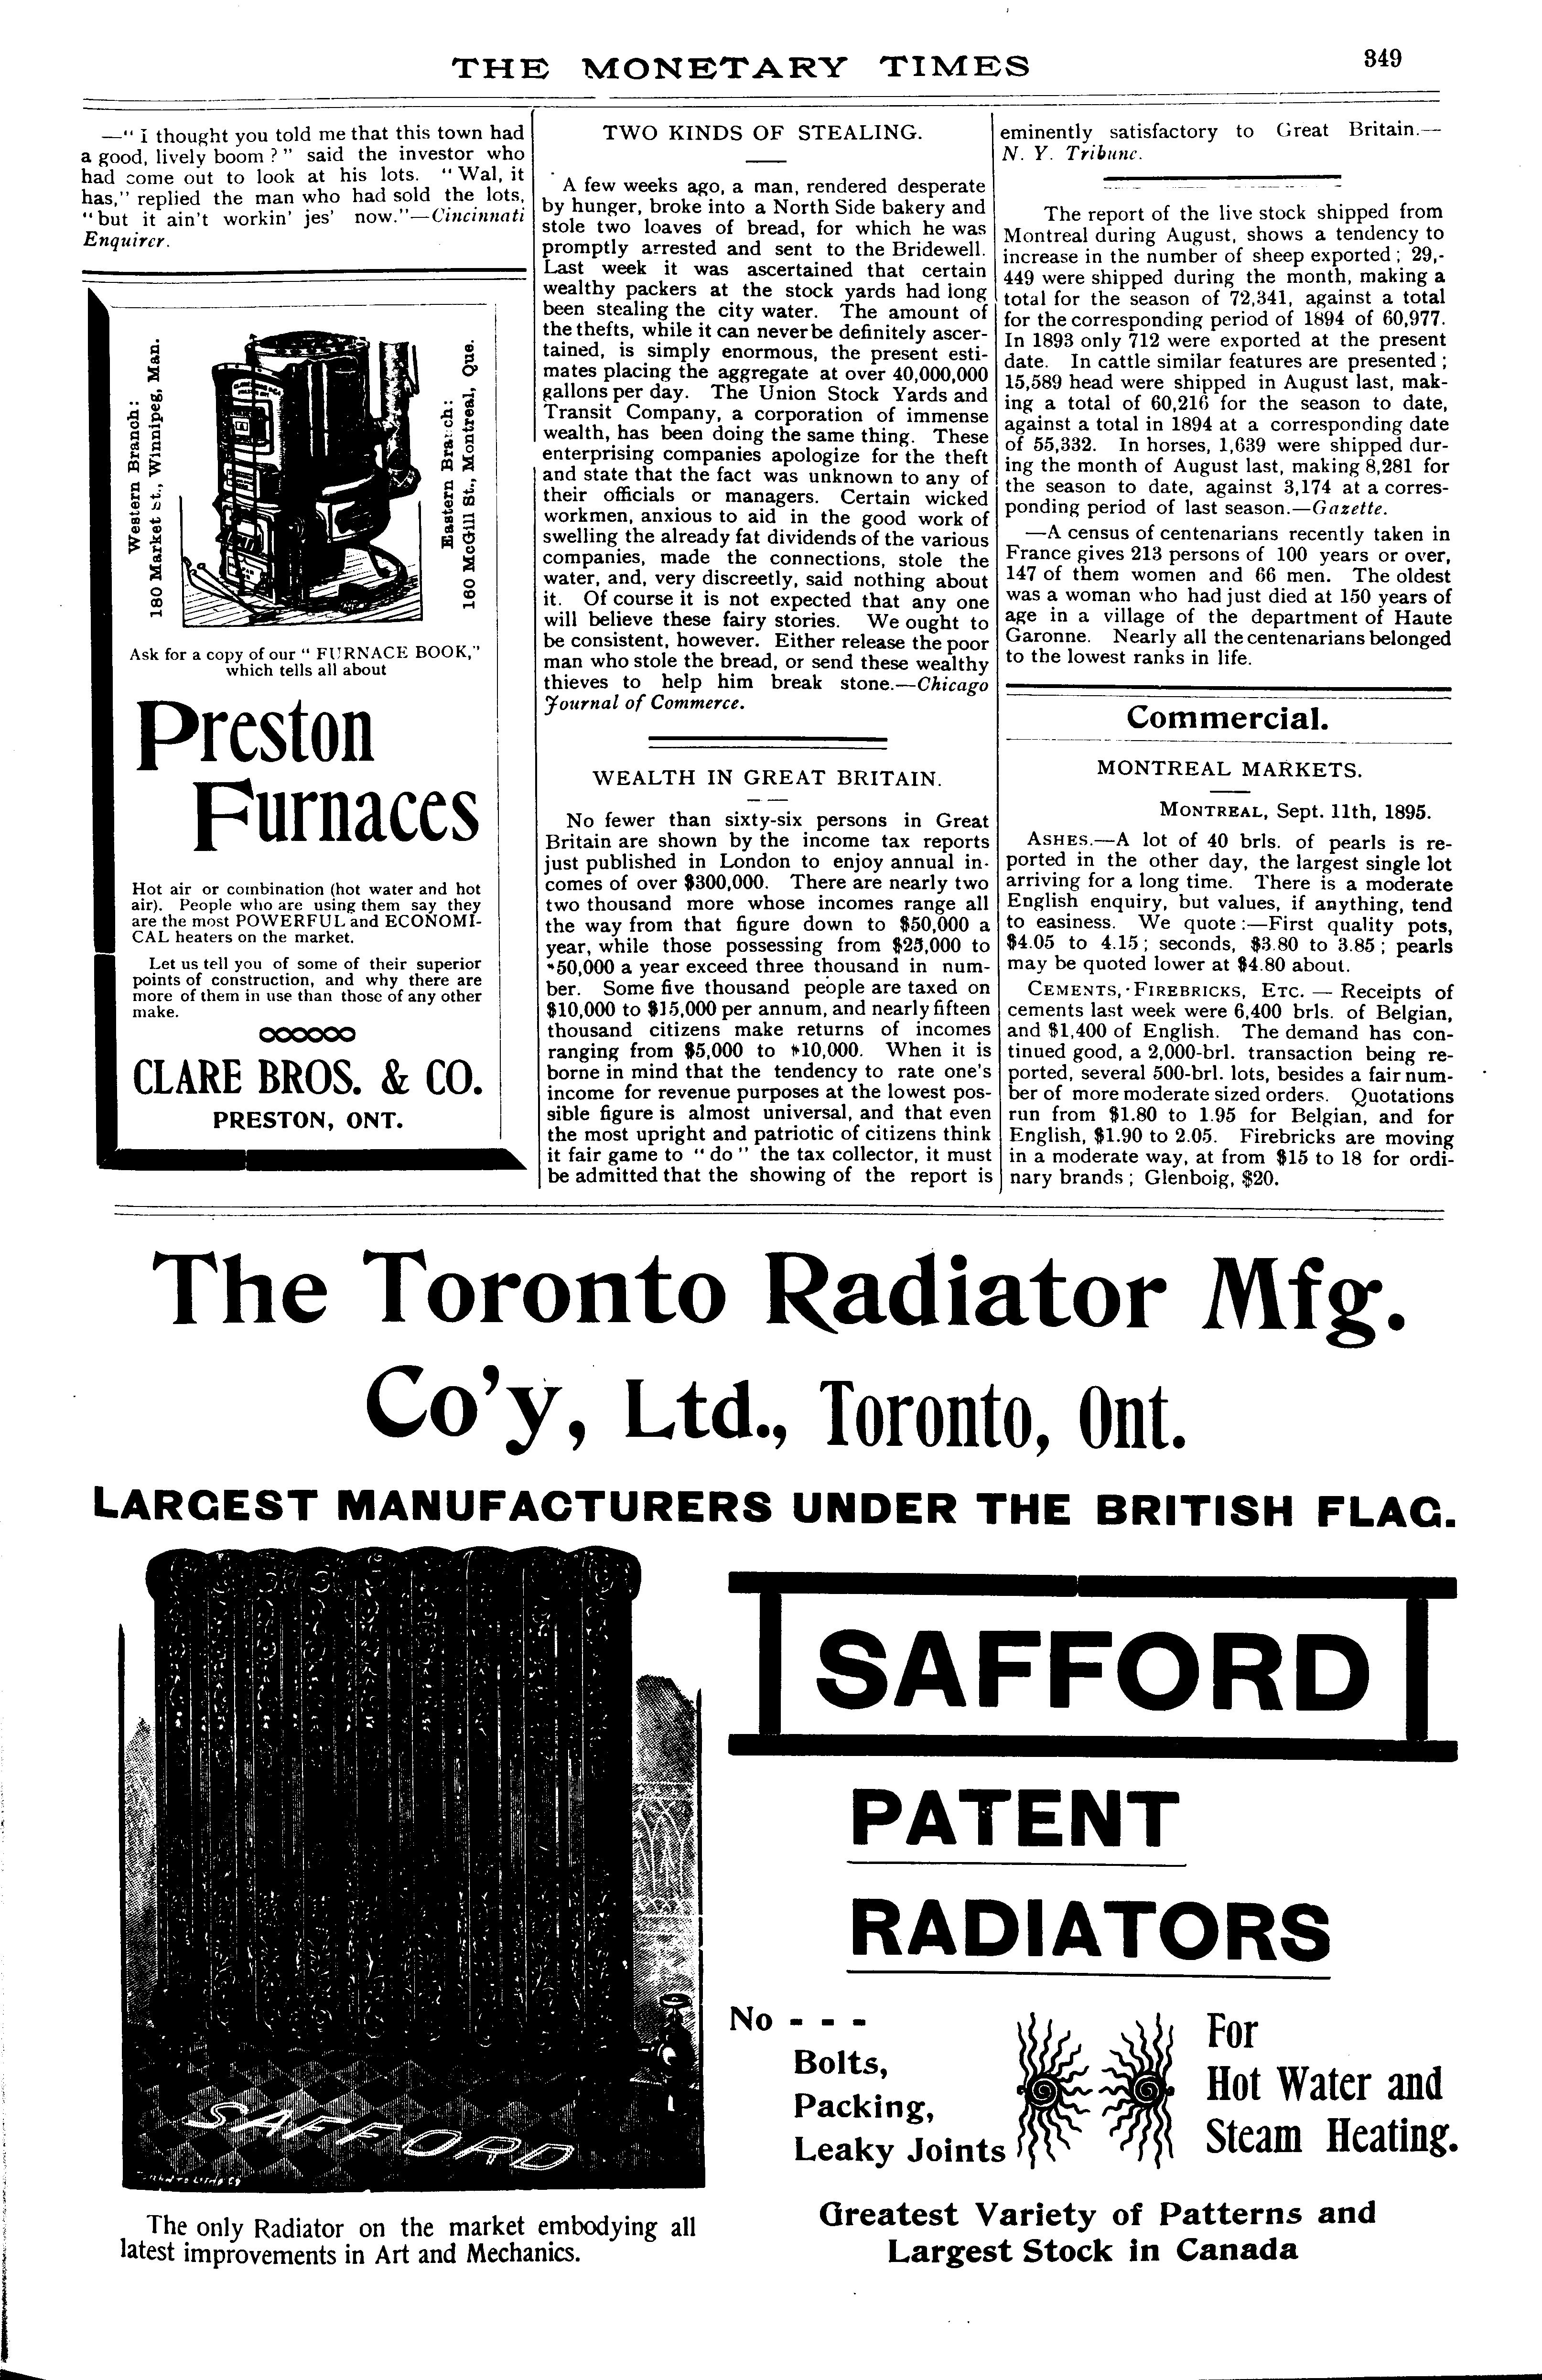 THE MONETARY TIMES
349
—" I thought you told me that this town had
a good, lively boom ? " said the investor who
had come out to look at his lots. " Wal, it
has," replied the man who had sold the lots,
" but it ain't workin' jes' now."—Cincinnati
Enquirer.
Western Branch:
180 Market St., Winnipeg, Man.
Eastern Branch:
160 McGill St., Montreal, Que.
Ask for a copy of our " FURNACE BOOK,"
which tells all about
Preston
Furnaces
Hot air or combination (hot water and hot
air). People who are using them say they
are the most POWERFUL and ECONOMI-
CAL heaters on the market.
Let us tell you of some of their superior
points of construction, and why there are
more of them in use than those of any other
make.
CLARE BROS. & CO.
PRESTON, ONT.
TWO KINDS OF STEALING.
A few weeks ago, a man, rendered desperate
by hunger, broke into a North Side bakery and
stole two loaves of bread, for which he was
promptly arrested and sent to the Bridewell.
Last week it was ascertained that certain
wealthy packers at the stock yards had long
been stealing the city water. The amount of
the thefts, while it can never be definitely ascer-
tained, is simply enormous, the present esti-
mates placing the aggregate at over 40,000,000
gallons per day. The Union Stock Yards and
Transit Company, a corporation of immense
wealth, has been doing the same thing. These
enterprising companies apologize for the theft
and state that the fact was unknown to any of
their officials or managers. Certain wicked
workmen, anxious to aid in the good work of
swelling the already fat dividends of the various
companies, made the connections, stole the
water, and, very discreetly, said nothing about
it. Of course it is not expected that any one
will believe these fairy stories. We ought to
be consistent, however. Either release the poor
man who stole the bread, or send these wealthy
thieves to help him break stone.—Chicago
Journal of Commerce.
WEALTH IN GREAT BRITAIN.
No fewer than sixty-six persons in Great
Britain are shown by the income tax reports
just published in London to enjoy annual in-
comes of over $300,000. There are nearly two
two thousand more whose incomes range all
the way from that figure down to $50,000 a
year, while those possessing from $25,000 to
$50,000 a year exceed three thousand in num-
ber. Some five thousand people are taxed on
$10,000 to $15,000 per annum, and nearly fifteen
thousand citizens make returns of incomes
ranging from $5,000 to $10,000. When it is
borne in mind that the tendency to rate one's
income for revenue purposes at the lowest pos-
sible figure is almost universal, and that even
the most upright and patriotic of citizens think
it fair game to " do " the tax collector, it must
be admitted that the showing of the report is
eminently satisfactory to Great Britain.—
N. Y. Tribune.
The report of the live stock shipped from
Montreal during August, shows a tendency to
increase in the number of sheep exported ; 29,-
449 were shipped during the month, making a
total for the season of 72,341, against a total
for the corresponding period of 1894 of 60,977.
In 1893 only 712 were exported at the present
date. In cattle similar features are presented ;
15,589 head were shipped in August last, mak-
ing a total of 60,216 for the season to date,
against a total in 1894 at a corresponding date
of 55,332. In horses, 1,639 were shipped dur-
ing the month of August last, making 8,281 for
the season to date, against 3,174 at a corres-
ponding period of last season.—Gazette.
—A census of centenarians recently taken in
France gives 213 persons of 100 years or over,
147 of them women and 66 men. The oldest
was a woman who had just died at 150 years of
age in a village of the department of Haute
Garonne. Nearly all the centenarians belonged
to the lowest ranks in life.
Commercial.
MONTREAL MARKETS.
MONTREAL, Sept. 11th, 1895.
ASHES.—A lot of 40 brls. of pearls is re-
ported in the other day, the largest single lot
arriving for a long time. There is a moderate
English enquiry, but values, if anything, tend
to easiness. We quote :—First quality pots,
$4.05 to 4.15 ; seconds, $3.80 to 3.85 ; pearls
may be quoted lower at $4.80 about.
CEMENTS, FIREBRICKS, ETC. — Receipts of
cements last week were 6,400 brls. of Belgian,
and $1,400 of English. The demand has con-
tinued good, a 2,000-brl. transaction being re-
ported, several 500-brl. lots, besides a fair num-
ber of more moderate sized orders. Quotations
run from $1.80 to 1.95 for Belgian, and for
English, $1.90 to 2.05. Firebricks are moving
in a moderate way, at from $15 to 18 for ordi-
nary brands ; Glenboig, $20.
The Toronto Radiator Mfg.
Co'y, Ltd., Toronto, Ont.
LARGEST MANUFACTURERS UNDER THE BRITISH FLAG.
SAFFORD
The only Radiator on the market embodying all
latest improvements in Art and Mechanics.
SAFFORD
PATENT
RADIATORS
No - - -
Bolts,
Packing,
Leaky Joints
For
Hot Water and
Steam Heating.
Greatest Variety of Patterns and
Largest Stock in Canada